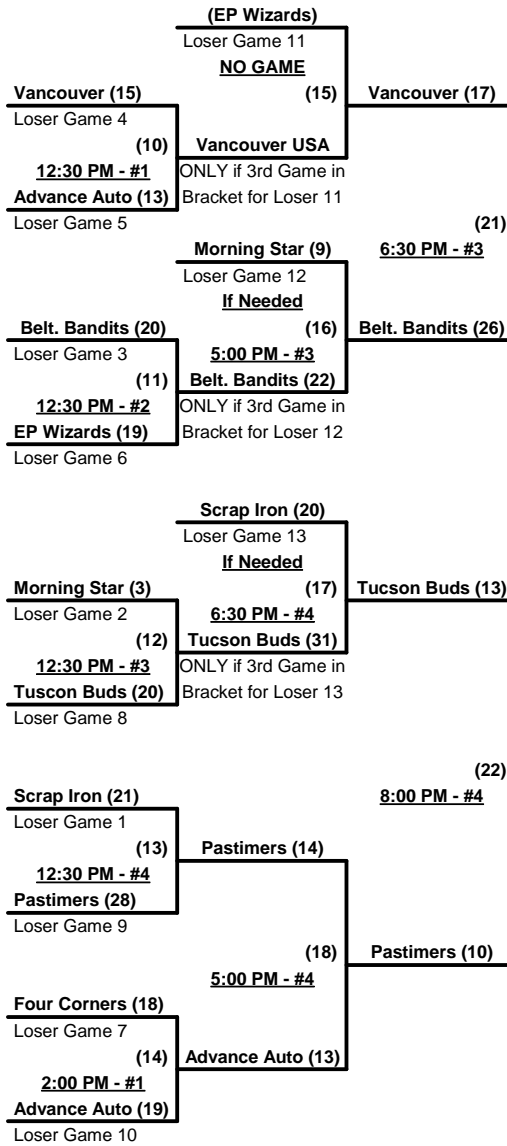 (EP Wizards)
Loser Game 11
NO GAME
Vancouver (15)
(15)
Vancouver (17)
Loser Game 4
(10)
Vancouver USA
12:30 PM - #1
ONLY if 3rd Game in
Advance Auto (13)
Bracket for Loser 11
Loser Game 5
(21)
Morning Star (9)
6:30 PM - #3
Loser Game 12
If Needed
Belt. Bandits (20)
(16)
Belt. Bandits (26)
Loser Game 3
5:00 PM - #3
(11)
Belt. Bandits (22)
12:30 PM - #2
ONLY if 3rd Game in
EP Wizards (19)
Bracket for Loser 12
Loser Game 6
Scrap Iron (20)
Loser Game 13
If Needed
Morning Star (3)
(17)
Tucson Buds (13)
Loser Game 2
6:30 PM - #4
(12)
Tucson Buds (31)
12:30 PM - #3
ONLY if 3rd Game in
Tuscon Buds (20)
Bracket for Loser 13
Loser Game 8
(22)
Scrap Iron (21)
8:00 PM - #4
Loser Game 1
(13)
Pastimers (14)
12:30 PM - #4
Pastimers (28)
Loser Game 9
(18)
Pastimers (10)
5:00 PM - #4
Four Corners (18)
Loser Game 7
(14)
Advance Auto (13)
2:00 PM - #1
Advance Auto (19)
Loser Game 10